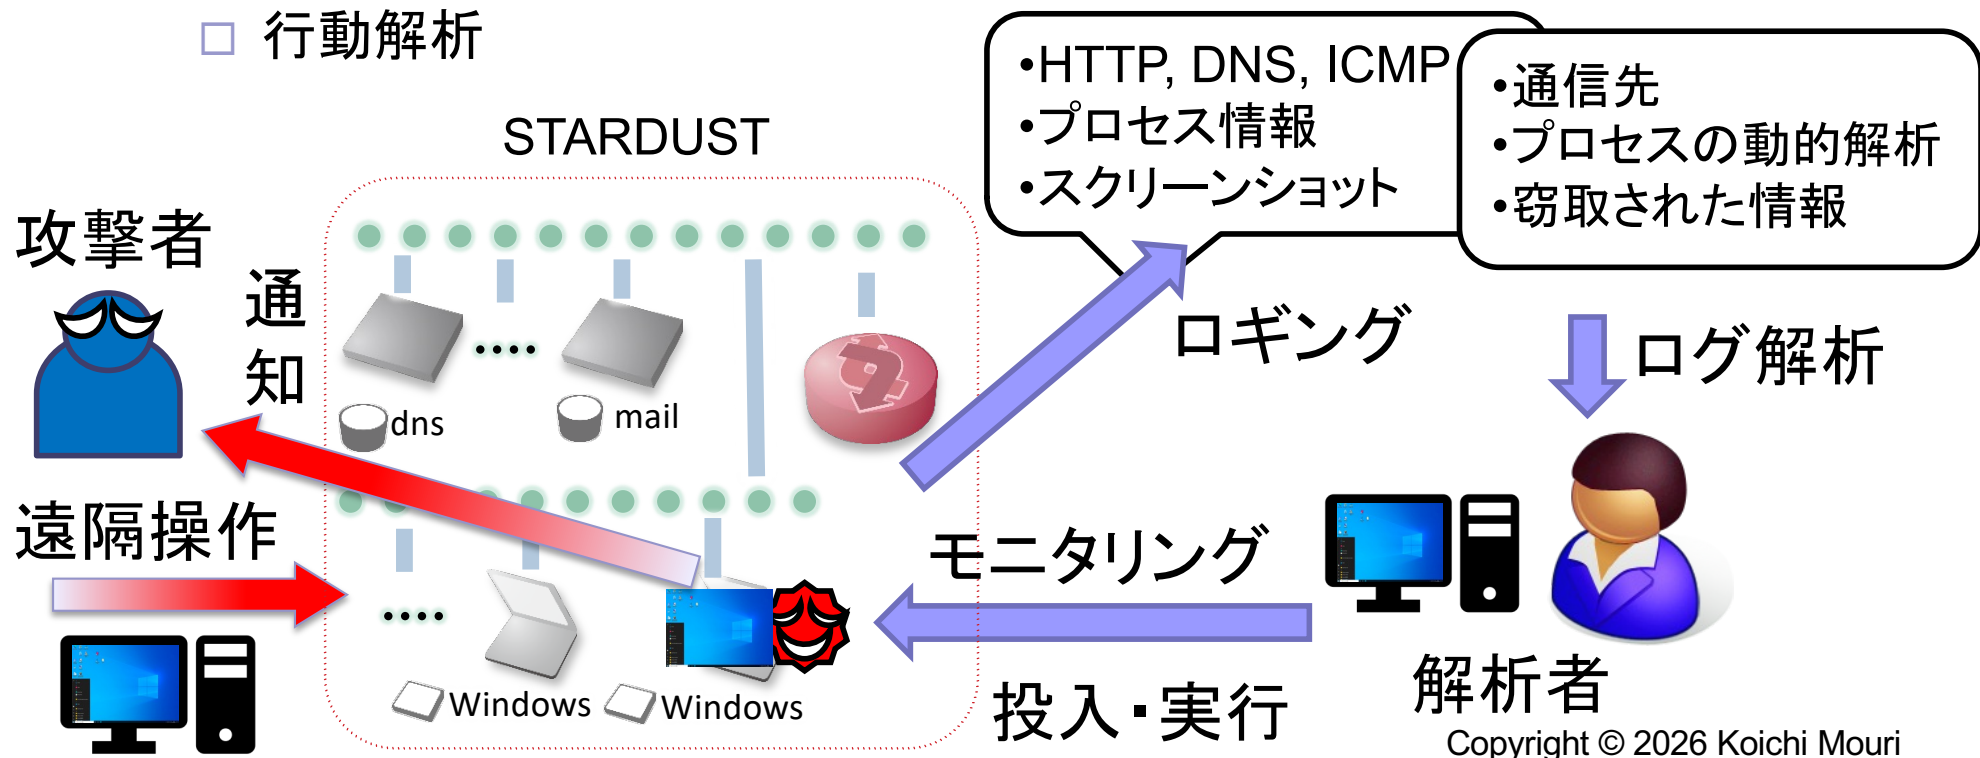 □ 行動解析
STARDUST
•HTTP, DNS, ICMP
•プロセス情報
•スクリーンショット
•通信先
•プロセスの動的解析
•窃取された情報
攻撃者
通
知
dns
mail
ロギング
ログ解析
遠隔操作
モニタリング
Windows
Windows
投入・実行
解析者
Copyright © 2026 Koichi Mouri